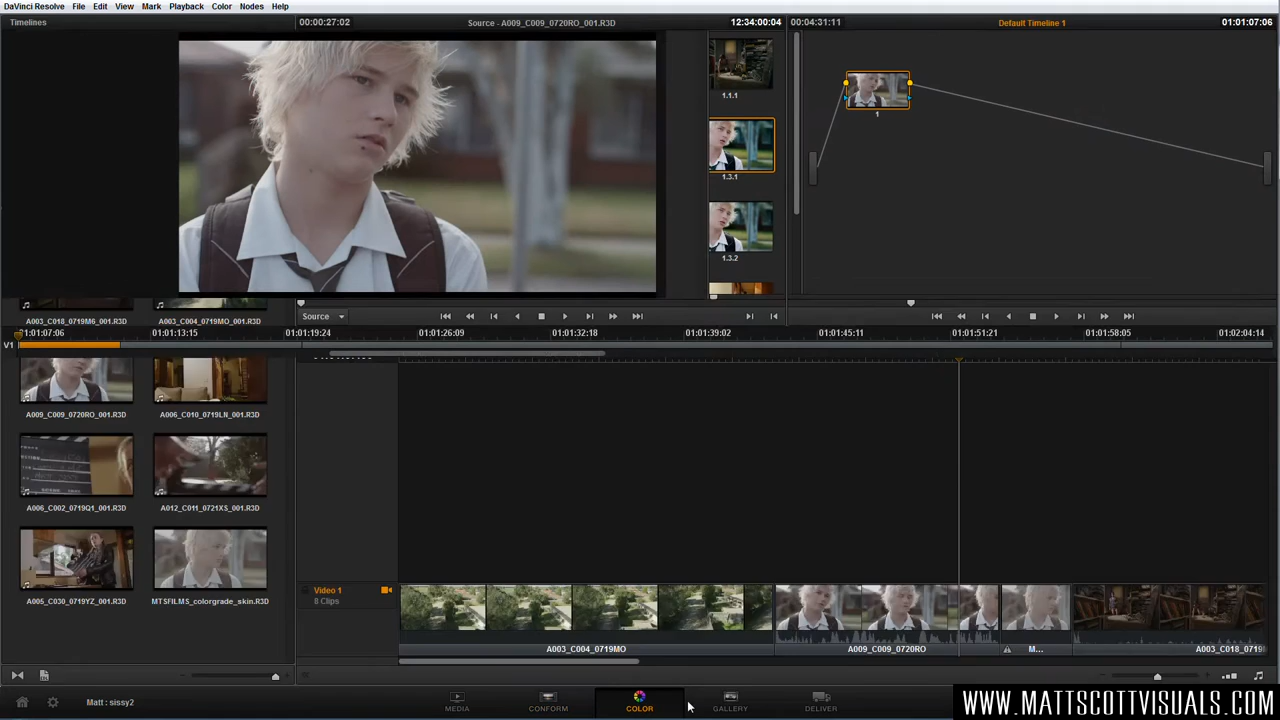 DaVinci Resolve File Edit View Mark Playback Color Nodes Help
Timelines
00:00:27:02 Source - A009_C009_0720RO_001.R3D 12:34:00:04
00:04:31:11 Default Timeline 1 01:01:07:06
1.1.1
1.3.1
1.3.2
1
Source
A003_C018_0719M6_001.R3D A003_C004_0719MO_001.R3D
01:01:07:06 01:01:13:15 01:01:19:24 01:01:26:09 01:01:32:18 01:01:39:02 01:01:45:11 01:01:51:21 01:01:58:05 01:02:04:14
V1
A009_C009_0720RO_001.R3D A006_C010_0719LN_001.R3D
A006_C002_0719Q1_001.R3D A012_C011_0721XS_001.R3D
A005_C030_0719YZ_001.R3D MTSFILMS_colorgrade_skin.R3D
Video 1
8 Clips
A003_C004_0719MO A009_C009_0720RO M... A003_C018_0719
Matt : sissy2
MEDIA CONFORM COLOR GALLERY DELIVER
WWW.MATTSCOTTVISUALS.COM